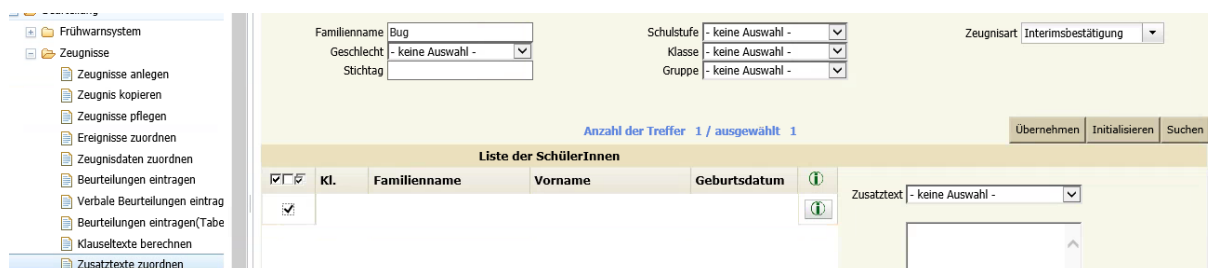 Frühwarnsystem
Zeugnisse
Zeugnisse anlegen
Zeugnis kopieren
Zeugnisse pflegen
Ereignisse zuordnen
Zeugnisdaten zuordnen
Beurteilungen eintragen
Verbale Beurteilungen eintrag
Beurteilungen eintragen(Tabe
Klauseltexte berechnen
Zusatztexte zuordnen
Familienname Bug Schulstufe - keine Auswahl - Zeugnisart Interimsbestätigung
Geschlecht - keine Auswahl - Klasse - keine Auswahl -
Stichtag Gruppe - keine Auswahl -
Anzahl der Treffer 1 / ausgewählt 1 Übernehmen Initialisieren Suchen
Liste der SchülerInnen
Kl. Familienname Vorname Geburtsdatum
Zusatztext - keine Auswahl -